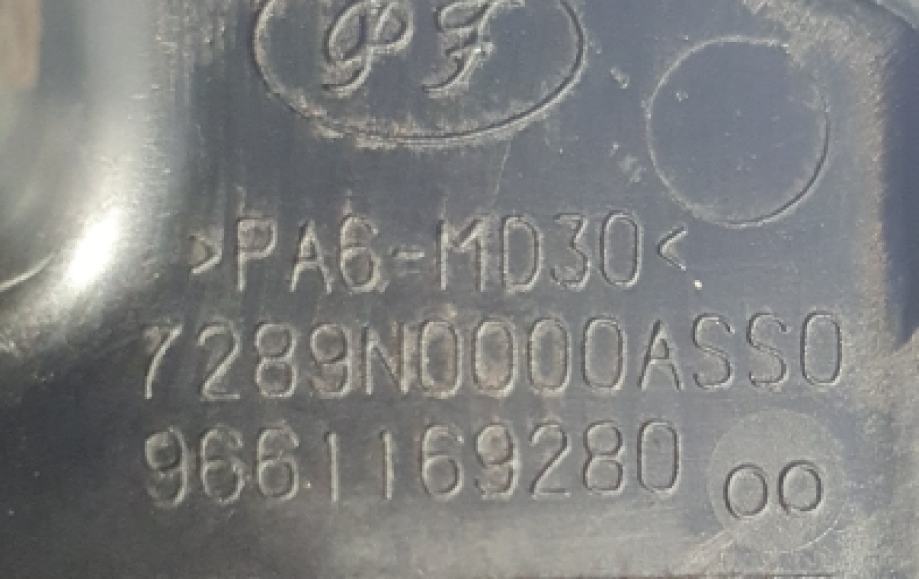 PF
>PA6-MD30<
7289N0000ASS0
9661169280 00